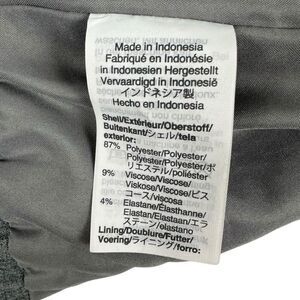 Made in Indonesia
Fabriqué en Indonésie
in Indonesien Hergestellt
Vervaardigd in Indonesië
インドネシア製
Hecho en Indonesia
Shell/Extérieur/Oberstoff/
Buitenkant/シェル/tela
exterior:
87% Polyester/Polyester/
Polyester/Polyester/ポ
リエステル/poliéster
9% Viscose/Viscose/
Viskose/Viscose/ビス
コース/viscosa
4% Elastane/Élasthanne/
Elastan/Elastaan/エラ
ステーン/elastano
Lining/Doublure/Futter/
Voering/ライニング/forro: